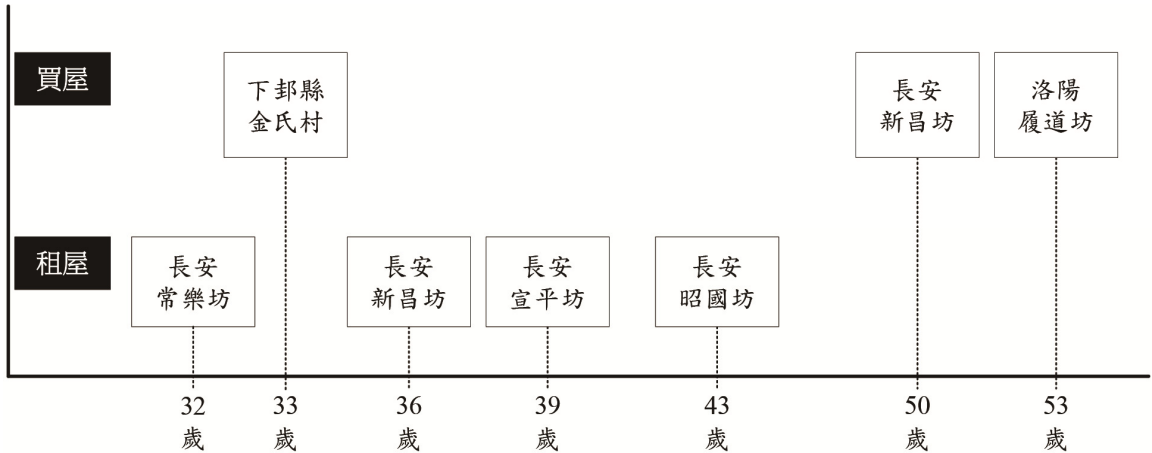 買屋
下邽縣
金氏村
長安
新昌坊
洛陽
履道坊
租屋
長安
常樂坊
長安
新昌坊
長安
宣平坊
長安
昭國坊
32
歲
33
歲
36
歲
39
歲
43
歲
50
歲
53
歲